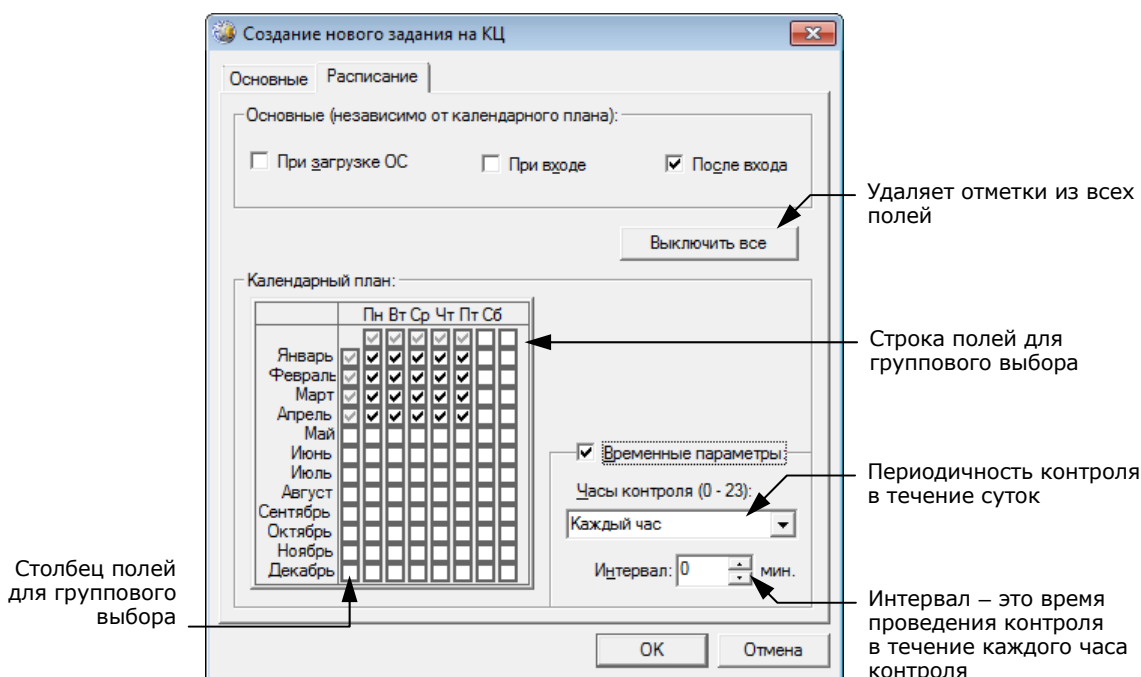 Создание нового задания на КЦ
Основные
Расписание
Основные (независимо от календарного плана):
При загрузке ОС
При входе
После входа
Удаляет отметки из всех
полей
Выключить все
Календарный план:
Пн Вт Ср Чт Пт Сб
Январь
Февраль
Март
Апрель
Май
Июнь
Июль
Август
Сентябрь
Октябрь
Ноябрь
Декабрь
Строка полей для
группового выбора
Временные параметры:
Часы контроля (0 - 23):
Каждый час
Интервал: 0 мин.
Периодичность контроля
в течение суток
Столбец полей
для группового
выбора
Интервал – это время
проведения контроля
в течение каждого часа
контроля
OK
Отмена